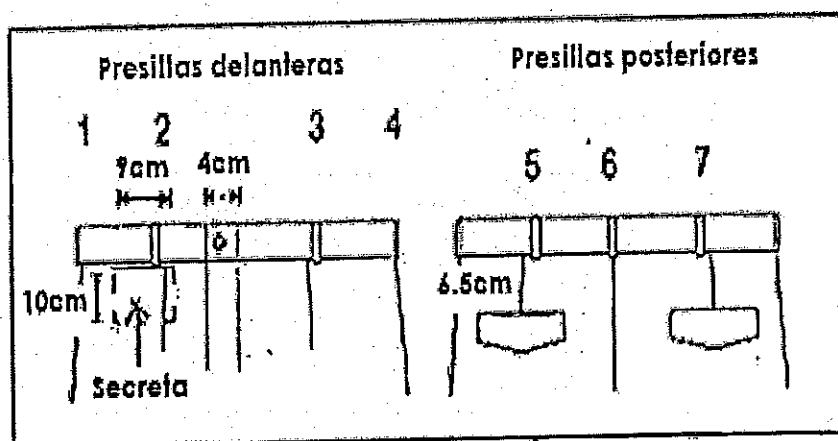 Presillas delanteras
1 2 3 4
9cm 4cm
10cm
Secreta
Presillas posteriores
5 6 7
6.5cm